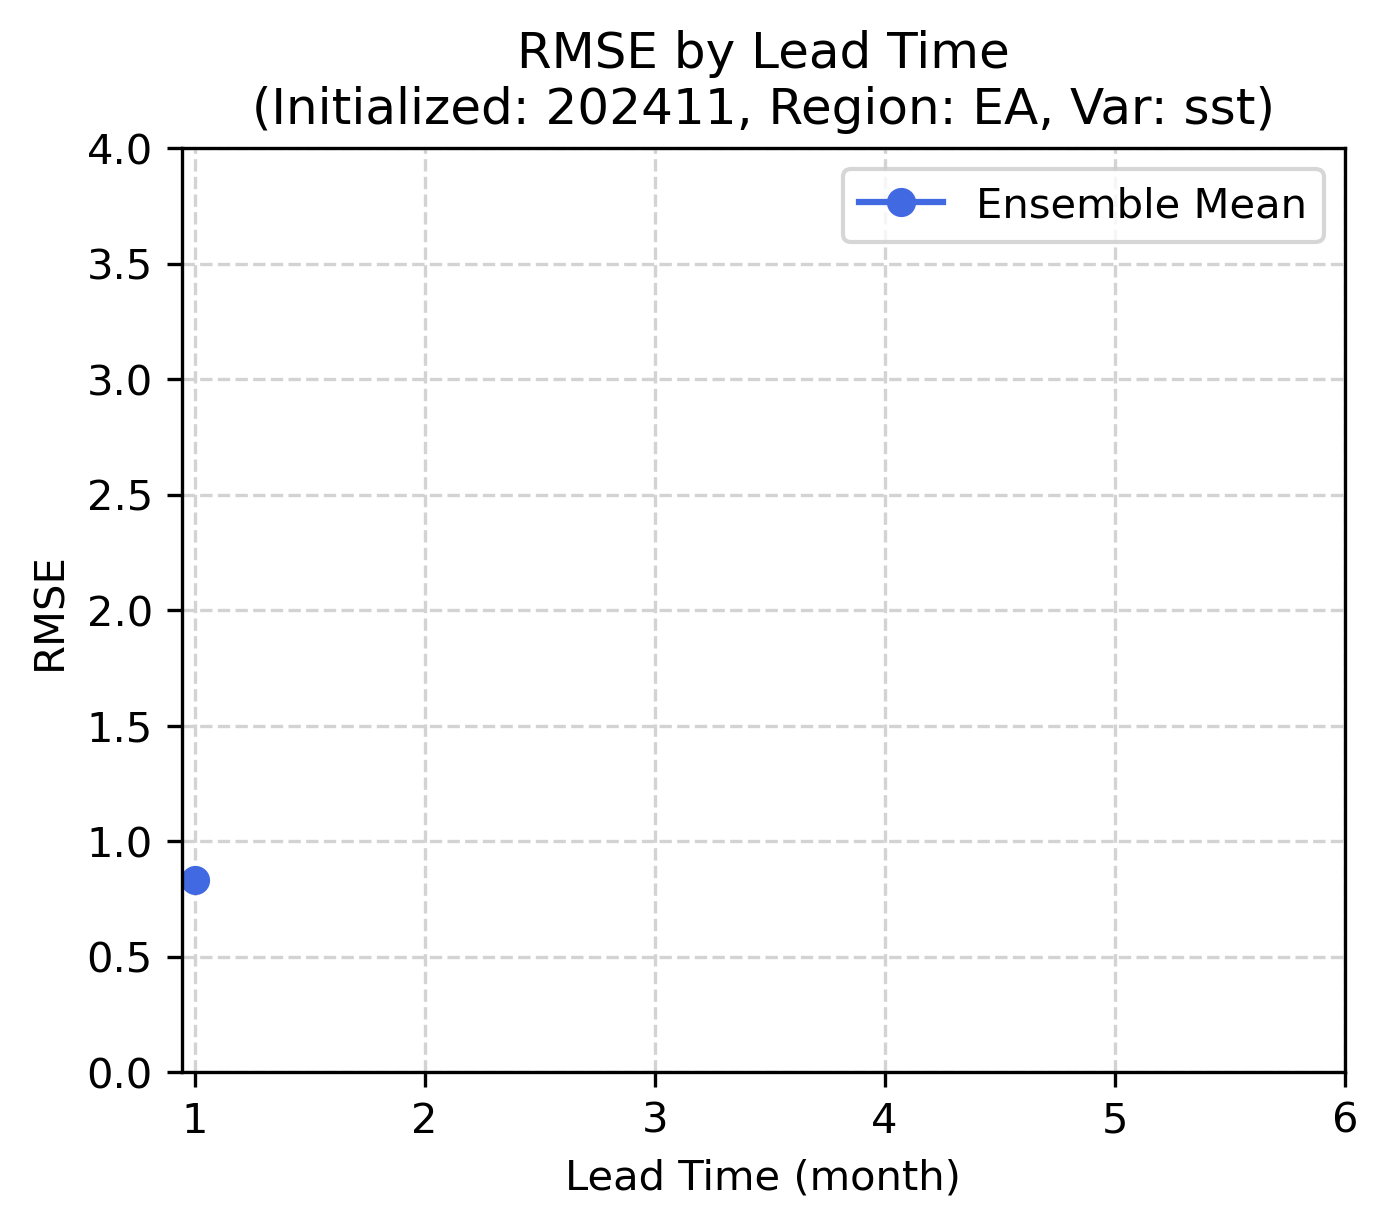 RMSE by Lead Time
(Initialized: 202411, Region: EA, Var: sst)
Ensemble Mean
4.0
3.5
3.0
2.5
2.0
1.5
1.0
0.5
0.0
RMSE
1 2 3 4 5 6
Lead Time (month)